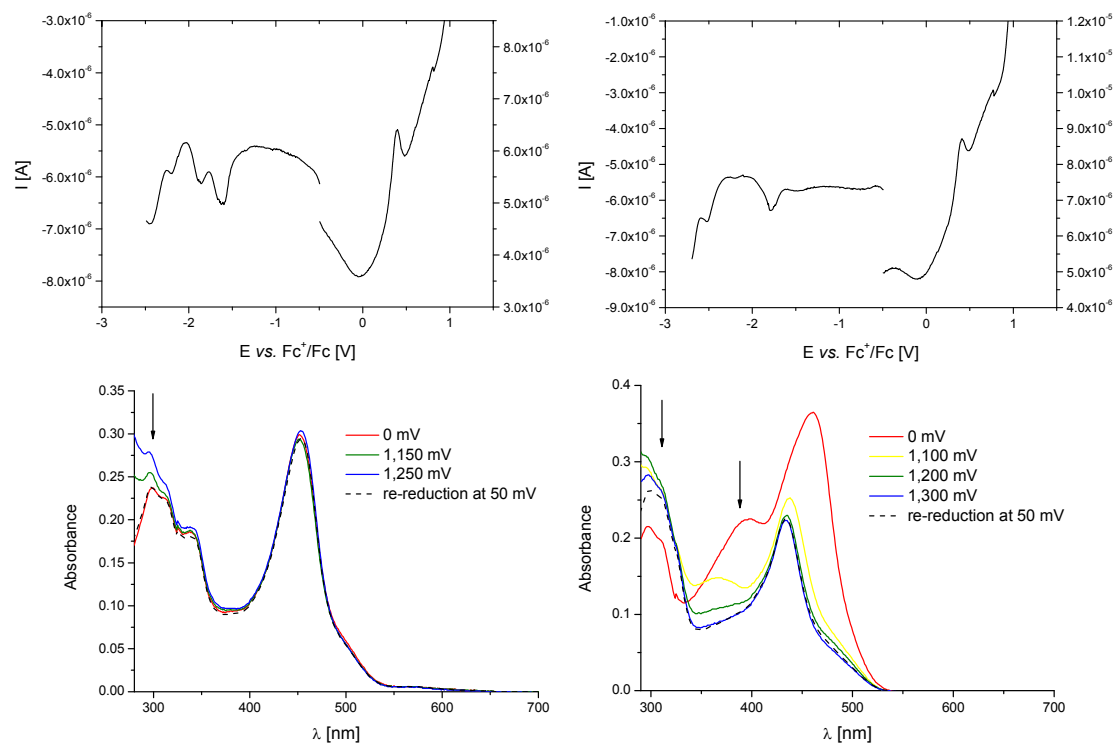 -3.0x10⁻⁶
-4.0x10⁻⁶
-5.0x10⁻⁶
-6.0x10⁻⁶
-7.0x10⁻⁶
-8.0x10⁻⁶
I [A]
8.0x10⁻⁶
7.0x10⁻⁶
6.0x10⁻⁶
5.0x10⁻⁶
4.0x10⁻⁶
3.0x10⁻⁶
-3 -2 -1 0 1
E vs. Fc⁺/Fc [V]
-1.0x10⁻⁶
-2.0x10⁻⁶
-3.0x10⁻⁶
-4.0x10⁻⁶
-5.0x10⁻⁶
-6.0x10⁻⁶
-7.0x10⁻⁶
-8.0x10⁻⁶
-9.0x10⁻⁶
I [A]
1.2x10⁻⁵
1.1x10⁻⁵
1.0x10⁻⁵
9.0x10⁻⁶
8.0x10⁻⁶
7.0x10⁻⁶
6.0x10⁻⁶
5.0x10⁻⁶
4.0x10⁻⁶
-3 -2 -1 0 1
E vs. Fc⁺/Fc [V]
0.35
0.30
0.25
0.20
0.15
0.10
0.05
0.00
Absorbance
0 mV
1,150 mV
1,250 mV
re-reduction at 50 mV
300 400 500 600 700
λ [nm]
0.4
0.3
0.2
0.1
0.0
Absorbance
0 mV
1,100 mV
1,200 mV
1,300 mV
re-reduction at 50 mV
300 400 500 600 700
λ [nm]